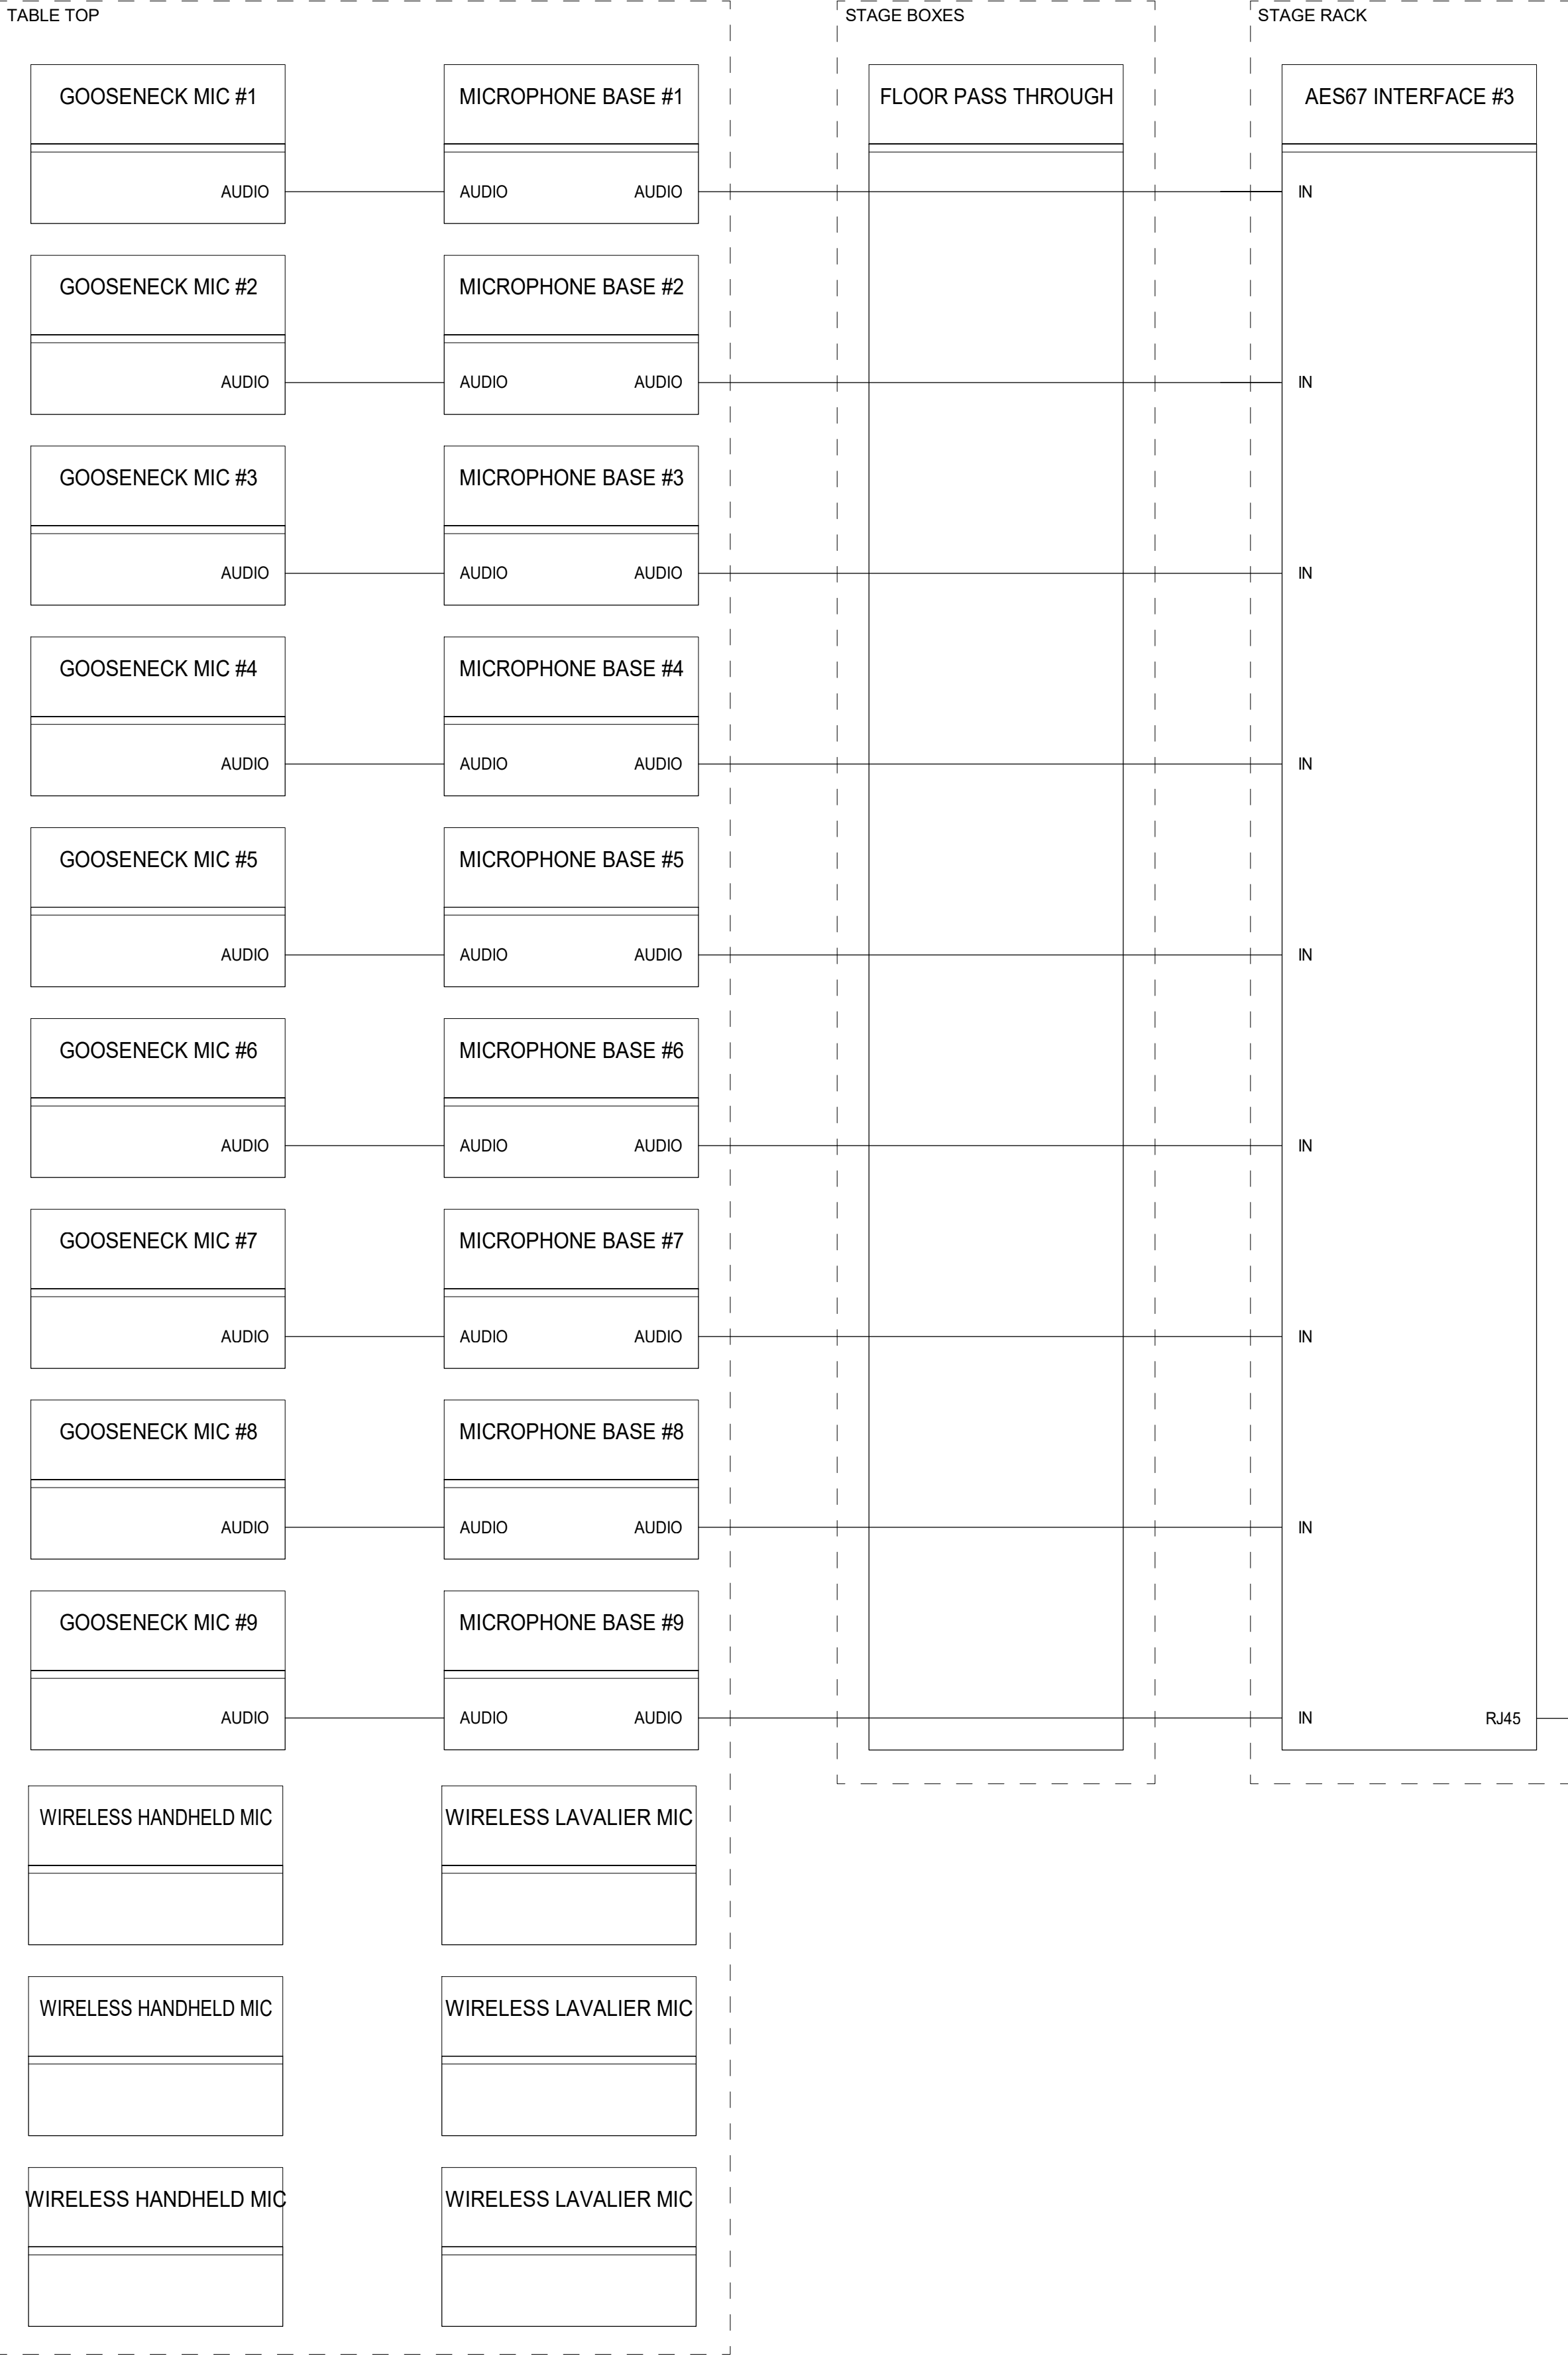 TABLE TOP
STAGE BOXES
STAGE RACK
GOOSENECK MIC #1
MICROPHONE BASE #1
FLOOR PASS THROUGH
AES67 INTERFACE #3
AUDIO
AUDIO
AUDIO
IN
GOOSENECK MIC #2
MICROPHONE BASE #2
AUDIO
AUDIO
AUDIO
IN
GOOSENECK MIC #3
MICROPHONE BASE #3
AUDIO
AUDIO
AUDIO
IN
GOOSENECK MIC #4
MICROPHONE BASE #4
AUDIO
AUDIO
AUDIO
IN
GOOSENECK MIC #5
MICROPHONE BASE #5
AUDIO
AUDIO
AUDIO
IN
GOOSENECK MIC #6
MICROPHONE BASE #6
AUDIO
AUDIO
AUDIO
IN
GOOSENECK MIC #7
MICROPHONE BASE #7
AUDIO
AUDIO
AUDIO
IN
GOOSENECK MIC #8
MICROPHONE BASE #8
AUDIO
AUDIO
AUDIO
IN
GOOSENECK MIC #9
MICROPHONE BASE #9
AUDIO
AUDIO
AUDIO
IN
RJ45
WIRELESS HANDHELD MIC
WIRELESS LAVALIER MIC
WIRELESS HANDHELD MIC
WIRELESS LAVALIER MIC
WIRELESS HANDHELD MIC
WIRELESS LAVALIER MIC